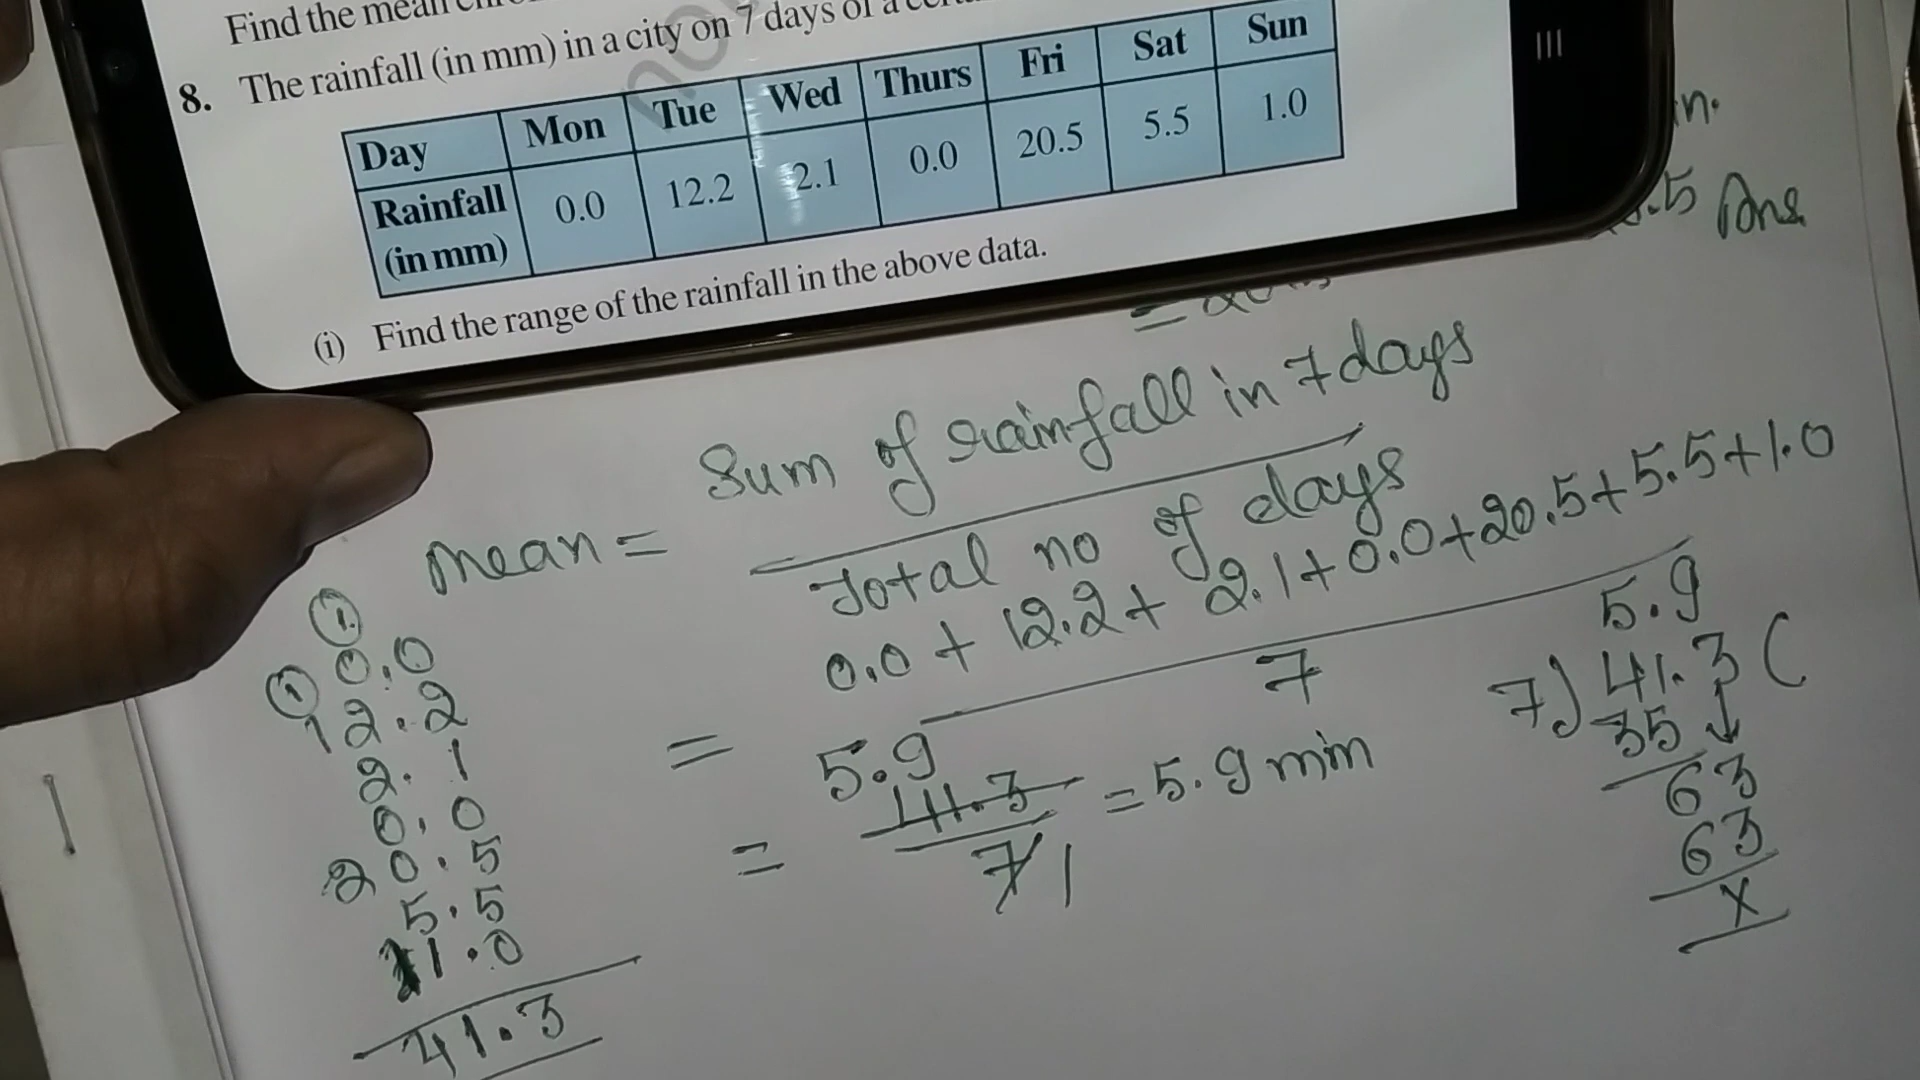 Find the mean
8. The rainfall (in mm) in a city on 7 days of a
Day Mon Tue Wed Thurs Fri Sat Sun
Rainfall (in mm) 0.0 12.2 2.1 0.0 20.5 5.5 1.0
(i) Find the range of the rainfall in the above data.
.5 Ans
mean = Sum of rainfall in 7 days
Total no of days
= 0.0 + 12.2 + 2.1 + 0.0 + 20.5 + 5.5 + 1.0
7
= 5.9
41.3 = 5.9 mm
7 1
1
1 0.0
12.2
2.1
0.0
20.5
5.5
1.0
41.3
5.9
7) 41.3 (
35 ↓
63
63
x